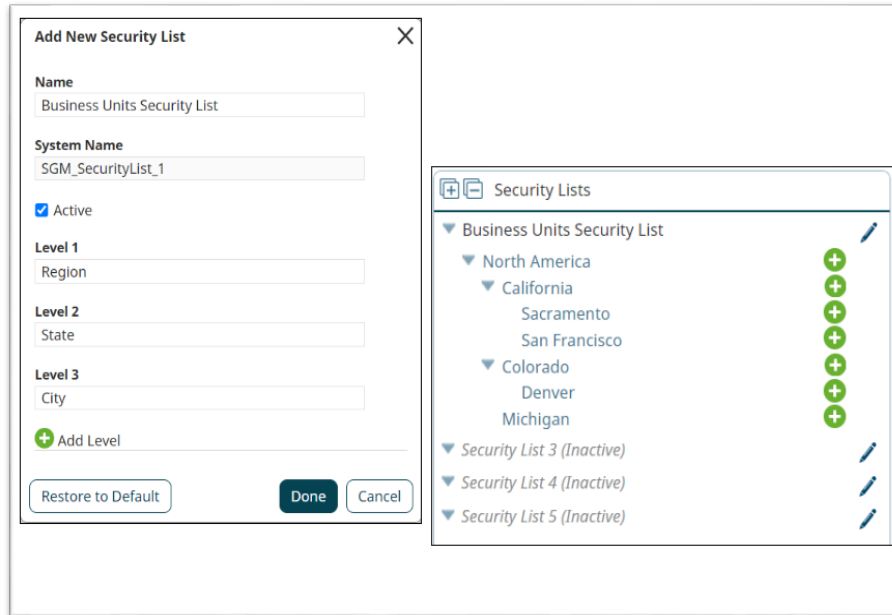 Add New Security List
Name
Business Units Security List
System Name
SGM_SecurityList_1
Active
Level 1
Region
Level 2
State
Level 3
City
Add Level
Restore to Default
Done
Cancel
Security Lists
Business Units Security List
North America
California
Sacramento
San Francisco
Colorado
Denver
Michigan
Security List 3 (Inactive)
Security List 4 (Inactive)
Security List 5 (Inactive)